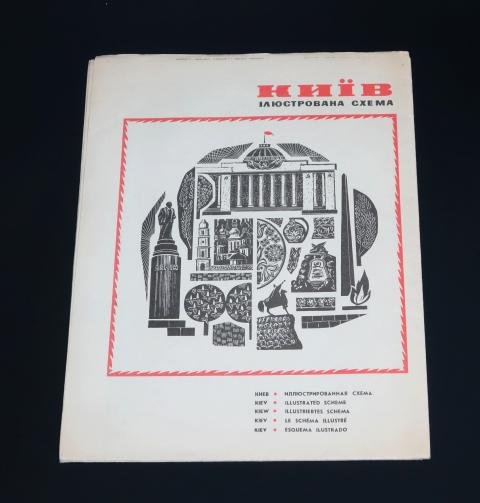 КИЇВ
ІЛЮСТРОВАНА СХЕМА
КИЕВ • ИЛЛЮСТРИРОВАННАЯ СХЕМА
KIEV • ILLUSTRATED SCHEME
KIEW • ILLUSTRIERTES SCHEMA
KIEV • LE SCHÉMA ILLUSTRÉ
KIEV • ESQUEMA ILUSTRADO